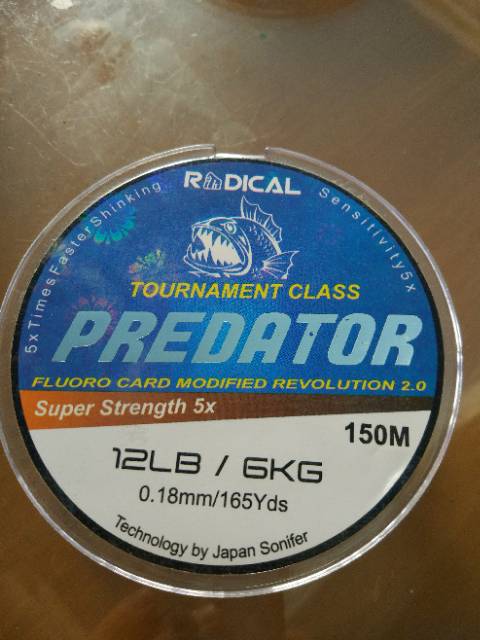 RADICAL
5xTimesFasterShinking
Sensitivity5x
TOURNAMENT CLASS
PREDATOR
FLUORO CARD MODIFIED REVOLUTION 2.0
Super Strength 5x
150M
12LB / 6KG
0.18mm/165Yds
Technology by Japan Sonifer